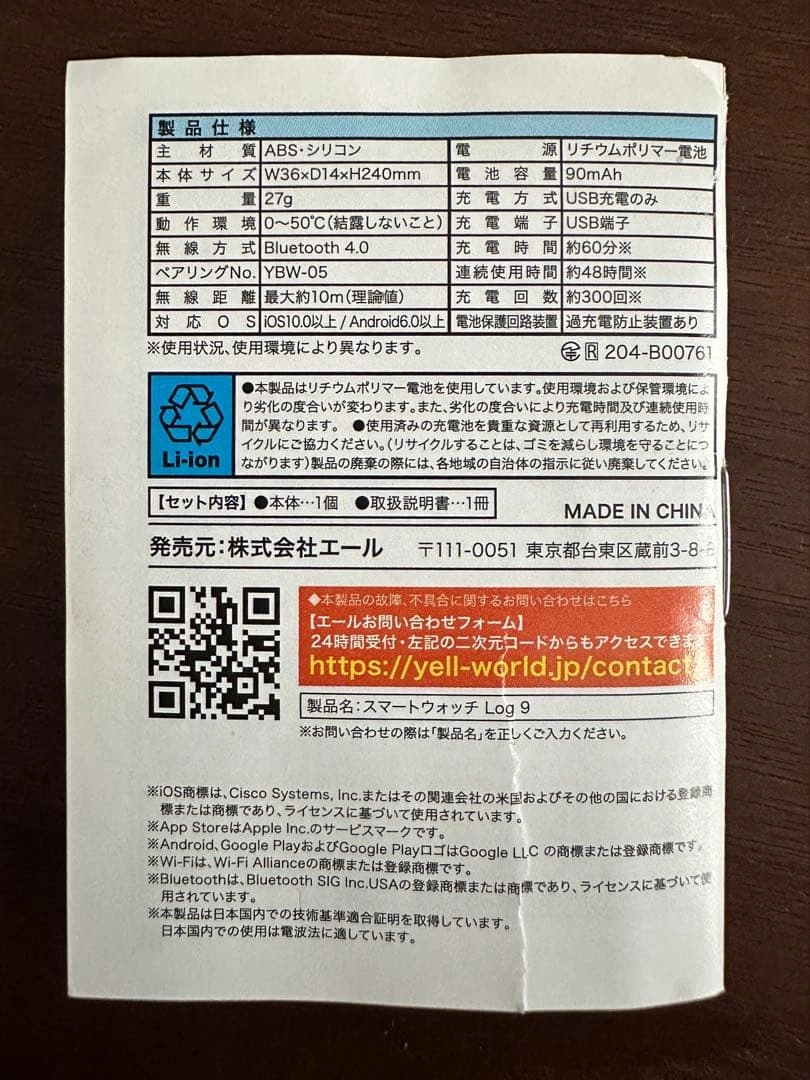 製品仕様
主材質 ABS・シリコン 電源 リチウムポリマー電池
本体サイズ W36×D14×H240mm 電池容量 90mAh
重量 27g 充電方式 USB充電のみ
動作環境 0〜50℃(結露しないこと) 充電端子 USB端子
無線方式 Bluetooth 4.0 充電時間 約60分※
ペアリングNo. YBW-05 連続使用時間 約48時間※
無線距離 最大約10m(理論値) 充電回数 約300回※
対応OS iOS10.0以上 / Android6.0以上 電池保護回路装置 過充電防止装置あり
※使用状況、使用環境により異なります。
R 204-B00761
●本製品はリチウムポリマー電池を使用しています。使用環境および保管環境によ
り劣化の度合いが変わります。また、劣化の度合いにより充電時間及び連続使用時
間が異なります。 ●使用済みの充電池を貴重な資源として再利用するため、リサ
イクルにご協力ください。(リサイクルすることは、ゴミを減らし環境を守ることにつ
ながります)製品の廃棄の際には、各地域の自治体の指示に従い廃棄してください。
Li-ion
【セット内容】 ●本体…1個 ●取扱説明書…1冊
MADE IN CHINA
発売元：株式会社エール 〒111-0051 東京都台東区蔵前3-8-8
◆本製品の故障、不具合に関するお問い合わせはこちら
【エールお問い合わせフォーム】
24時間受付・左記の二次元コードからもアクセスできま
https://yell-world.jp/contact
製品名：スマートウォッチ Log 9
※お問い合わせの際は「製品名」を正しくご入力ください。
※iOS商標は、Cisco Systems, Inc.またはその関連会社の米国およびその他の国における登録商
標または商標であり、ライセンスに基づいて使用されています。
※App StoreはApple Inc.のサービスマークです。
※Android、Google PlayおよびGoogle PlayロゴはGoogle LLC の商標または登録商標です。
※Wi-Fiは、Wi-Fi Allianceの商標または登録商標です。
※Bluetoothは、Bluetooth SIG Inc.USAの登録商標または商標であり、ライセンスに基づいて使
用されています。
※本製品は日本国内での技術基準適合証明を取得しています。
日本国内での使用は電波法に適しています。